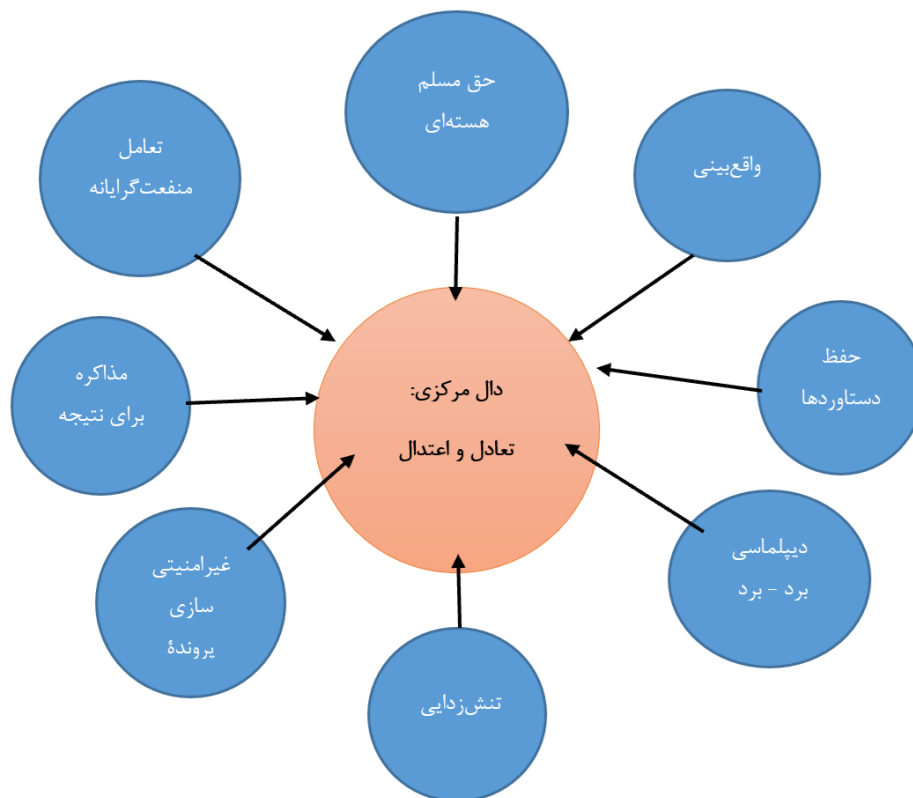 حق مسلم
هسته‌ای
واقع‌بینی
تعامل
منفعت‌گرایانه
حفظ
دستاوردها
مذاکره
برای نتیجه
دال مرکزی:
تعادل و اعتدال
دیپلماسی
برد - برد
غیرامنیتی
سازی
پروندۀ
تنش‌زدایی